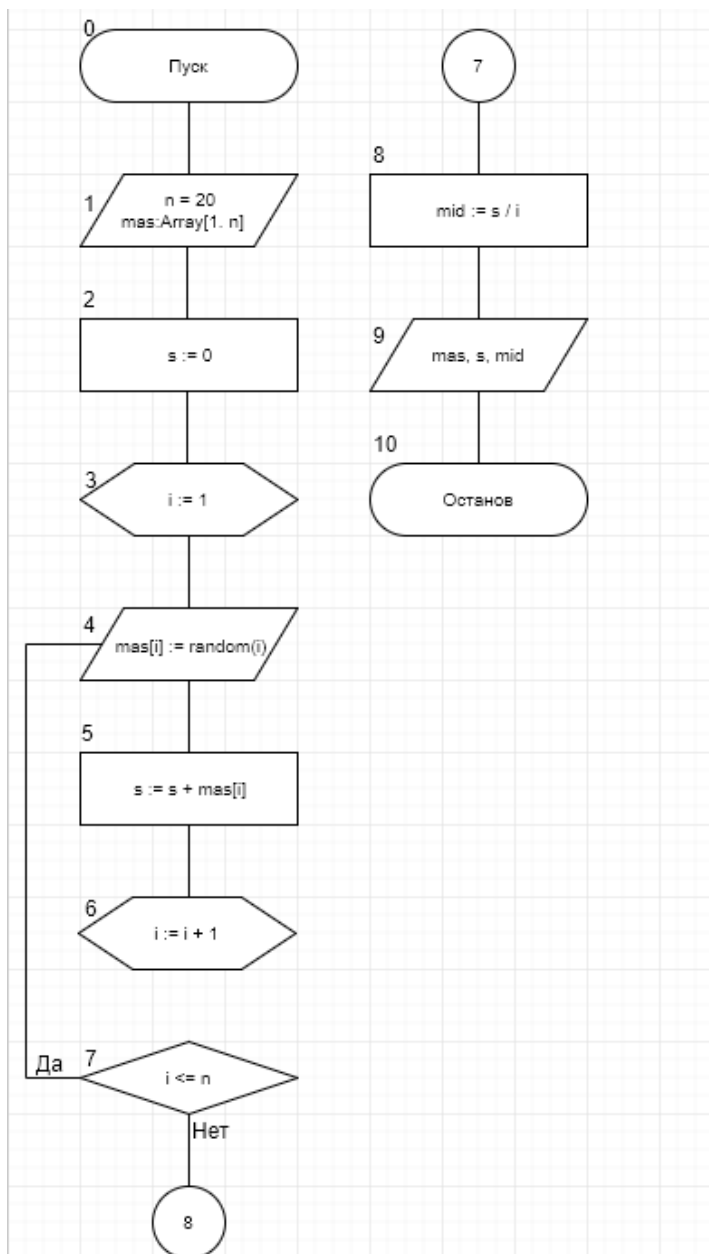 0
Пуск
1
n = 20
mas:Array[1. n]
2
s := 0
3
i := 1
4
mas[i] := random(i)
5
s := s + mas[i]
6
i := i + 1
Да
7
i <= n
Нет
8
7
8
mid := s / i
9
mas, s, mid
10
Останов